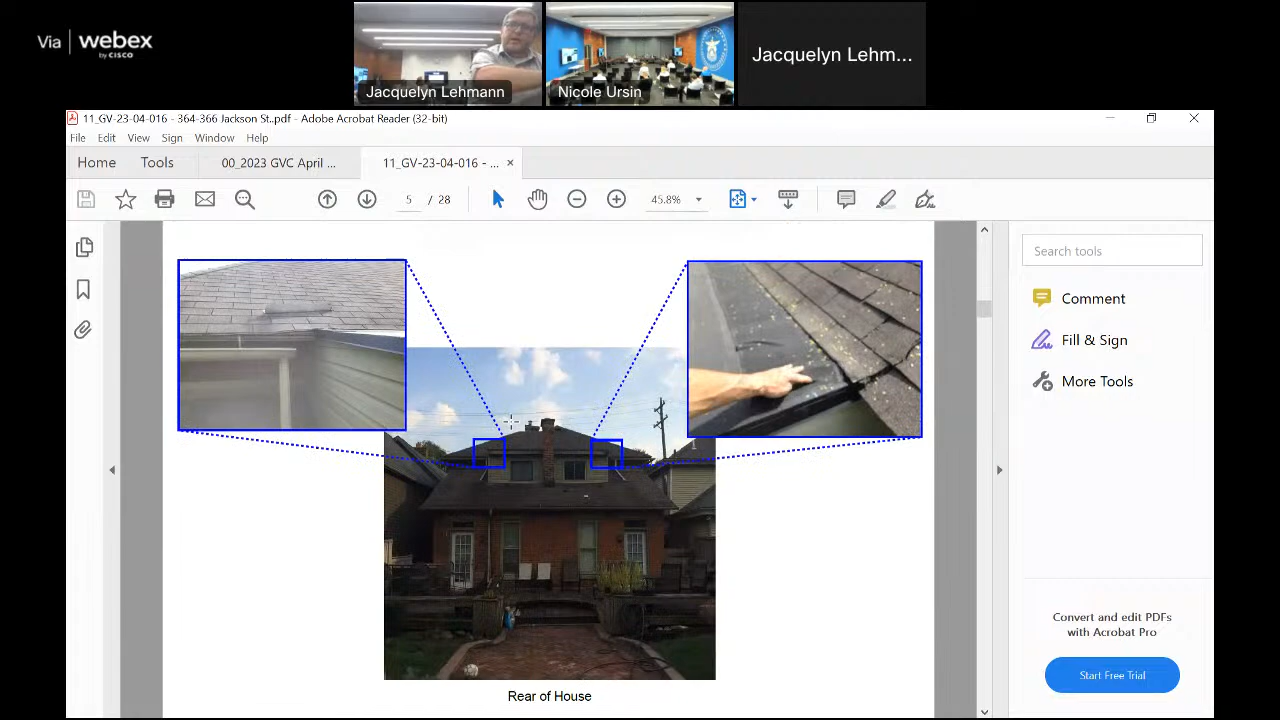 Via | webex
by CISCO
Jacquelyn Lehmann
Nicole Ursin
Jacquelyn Lehm...
11_GV-23-04-016 - 364-366 Jackson St..pdf - Adobe Acrobat Reader (32-bit)
File Edit View Sign Window Help
Home Tools 00_2023 GVC April ... 11_GV-23-04-016 - ... ×
5 / 28 45.8%
Search tools
Comment
Fill & Sign
More Tools
Convert and edit PDFs
with Acrobat Pro
Start Free Trial
Rear of House